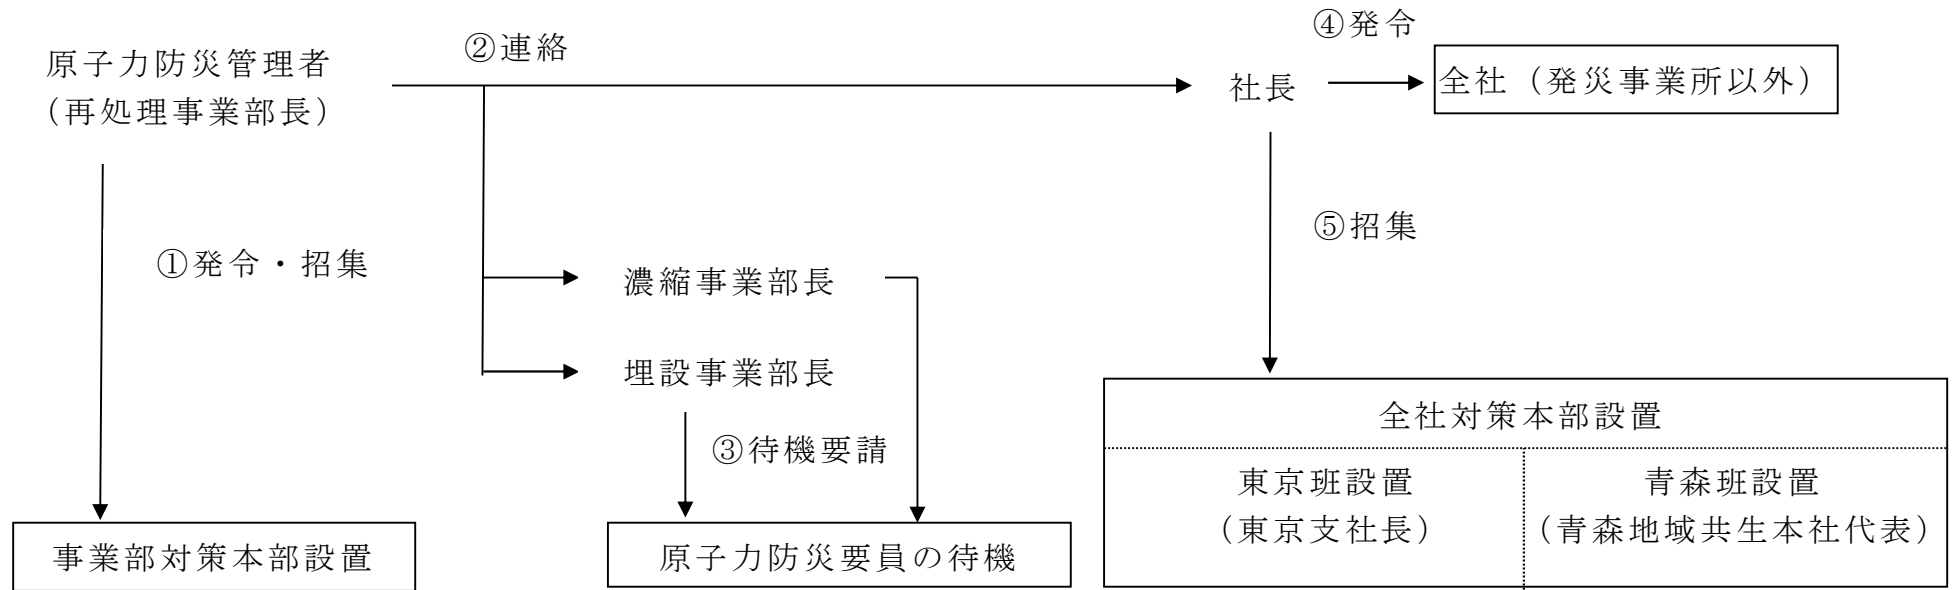 ④発令
②連絡
原子力防災管理者
(再処理事業部長)
社長
全社(発災事業所以外)
⑤招集
①発令・招集
濃縮事業部長
埋設事業部長
全社対策本部設置
③待機要請
東京班設置
青森班設置
(東京支社長)
(青森地域共生本社代表)
事業部対策本部設置
原子力防災要員の待機